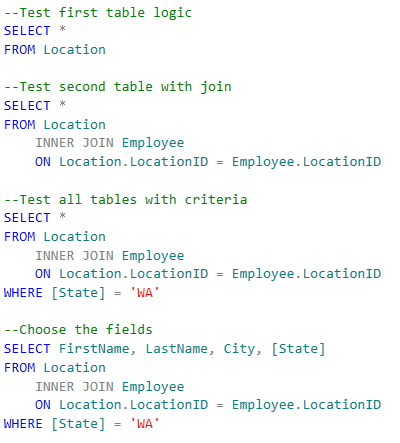 --Test first table logic
SELECT *
FROM Location
--Test second table with join
SELECT *
FROM Location
INNER JOIN Employee
ON Location.LocationID = Employee.LocationID
--Test all tables with criteria
SELECT *
FROM Location
INNER JOIN Employee
ON Location.LocationID = Employee.LocationID
WHERE [State] = 'WA'
--Choose the fields
SELECT FirstName, LastName, City, [State]
FROM Location
INNER JOIN Employee
ON Location.LocationID = Employee.LocationID
WHERE [State] = 'WA'